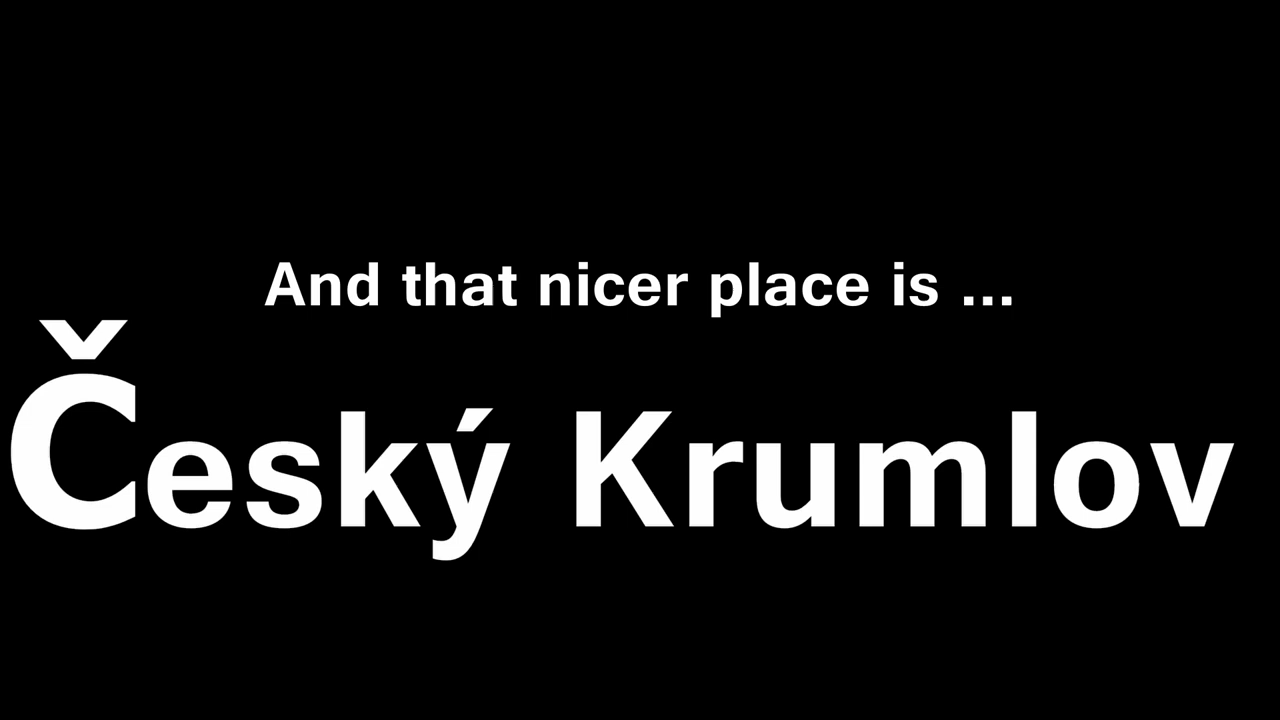 And that nicer place is ...
Český Krumlov